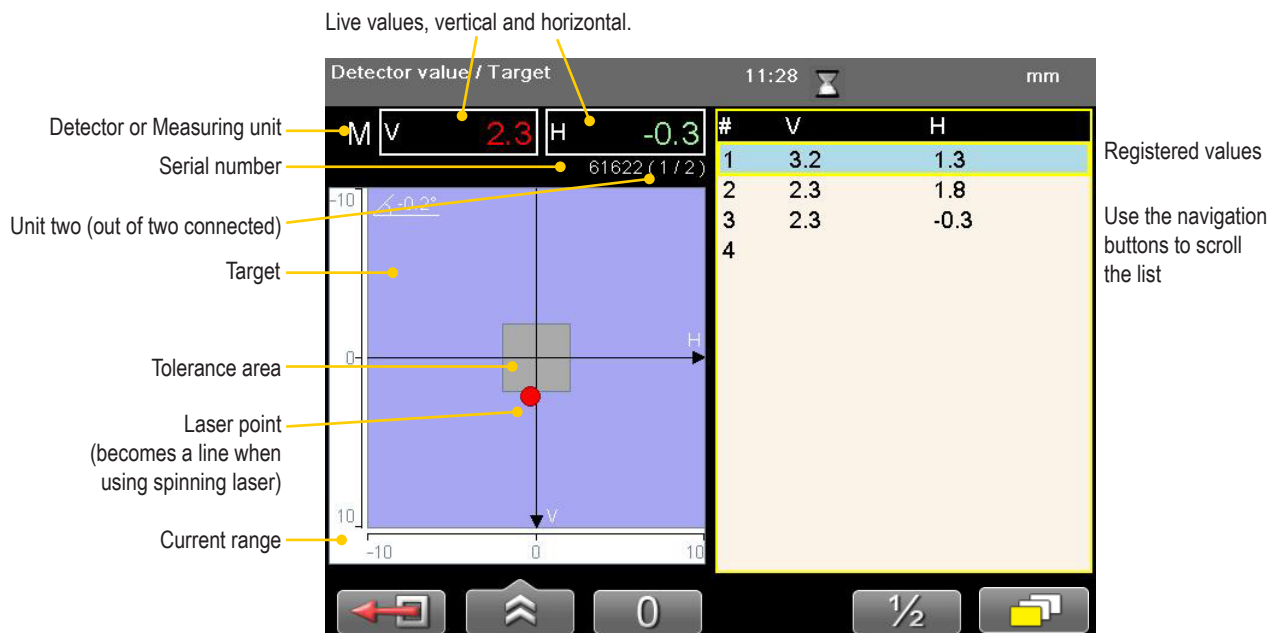 Live values, vertical and horizontal.
Detector value / Target 11:28 mm
Detector or Measuring unit
M V 2.3 H -0.3
# V H
Serial number
61622 (1/2)
1 3.2 1.3
Registered values
Unit two (out of two connected)
-10 -0.2°
2 2.3 1.8
3 2.3 -0.3
4
Use the navigation
buttons to scroll
the list
Target
H
0
Tolerance area
Laser point
(becomes a line when
using spinning laser)
10
V
Current range
-10 0 10
0
½